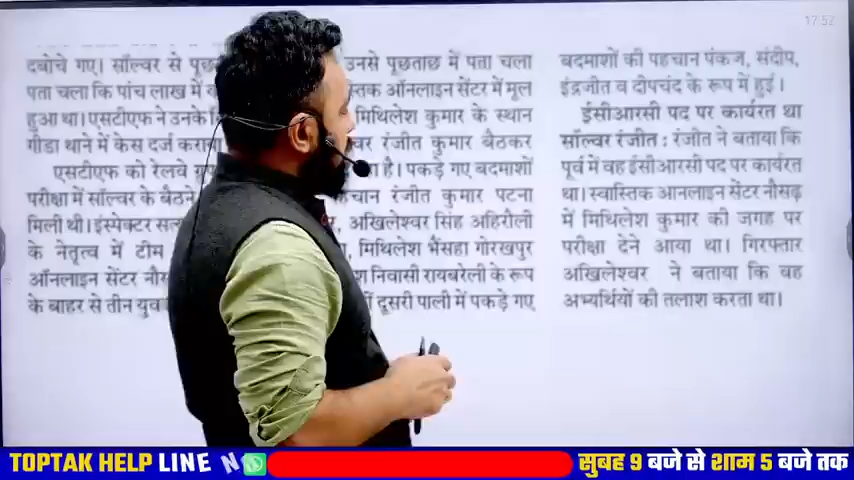 17:52
दबोचे गए। सॉल्वर से
उनसे पूछताछ में पता चला
पता चला कि पांच लाख में
ऑनलाइन सेंटर में मूल
हुआ था। एसटीएफ ने उनके
मिथिलेश कुमार के स्थान
गीडा थाने में केस दर्ज
रंजीत कुमार बैठकर
एसटीएफ को रेलवे
है। पकड़े गए बदमाशों
परीक्षा में सॉल्वर के बैठने
रंजीत कुमार पटना
मिली थी। इंस्पेक्टर
अखिलेश्वर सिंह अहिरौली
के नेतृत्व में टीम
मिथिलेश भैंसहा गोरखपुर
ऑनलाइन सेंटर
निवासी रायबरेली के रूप
के बाहर से तीन
दूसरी पाली में पकड़े गए
बदमाशों की पहचान पंकज, संदीप,
इंद्रजीत व दीपचंद के रूप में हुई।
ईसीआरसी पद पर कार्यरत था
सॉल्वर रंजीत : रंजीत ने बताया कि
पूर्व में वह ईसीआरसी पद पर कार्यरत
था। स्वास्तिक आनलाइन सेंटर नौसढ़
में मिथिलेश कुमार की जगह पर
परीक्षा देने आया था। गिरफ्तार
अखिलेश्वर ने बताया कि वह
अभ्यर्थियों की तलाश करता था।
TOPTAK HELP LINE
सुबह 9 बजे से शाम 5 बजे तक